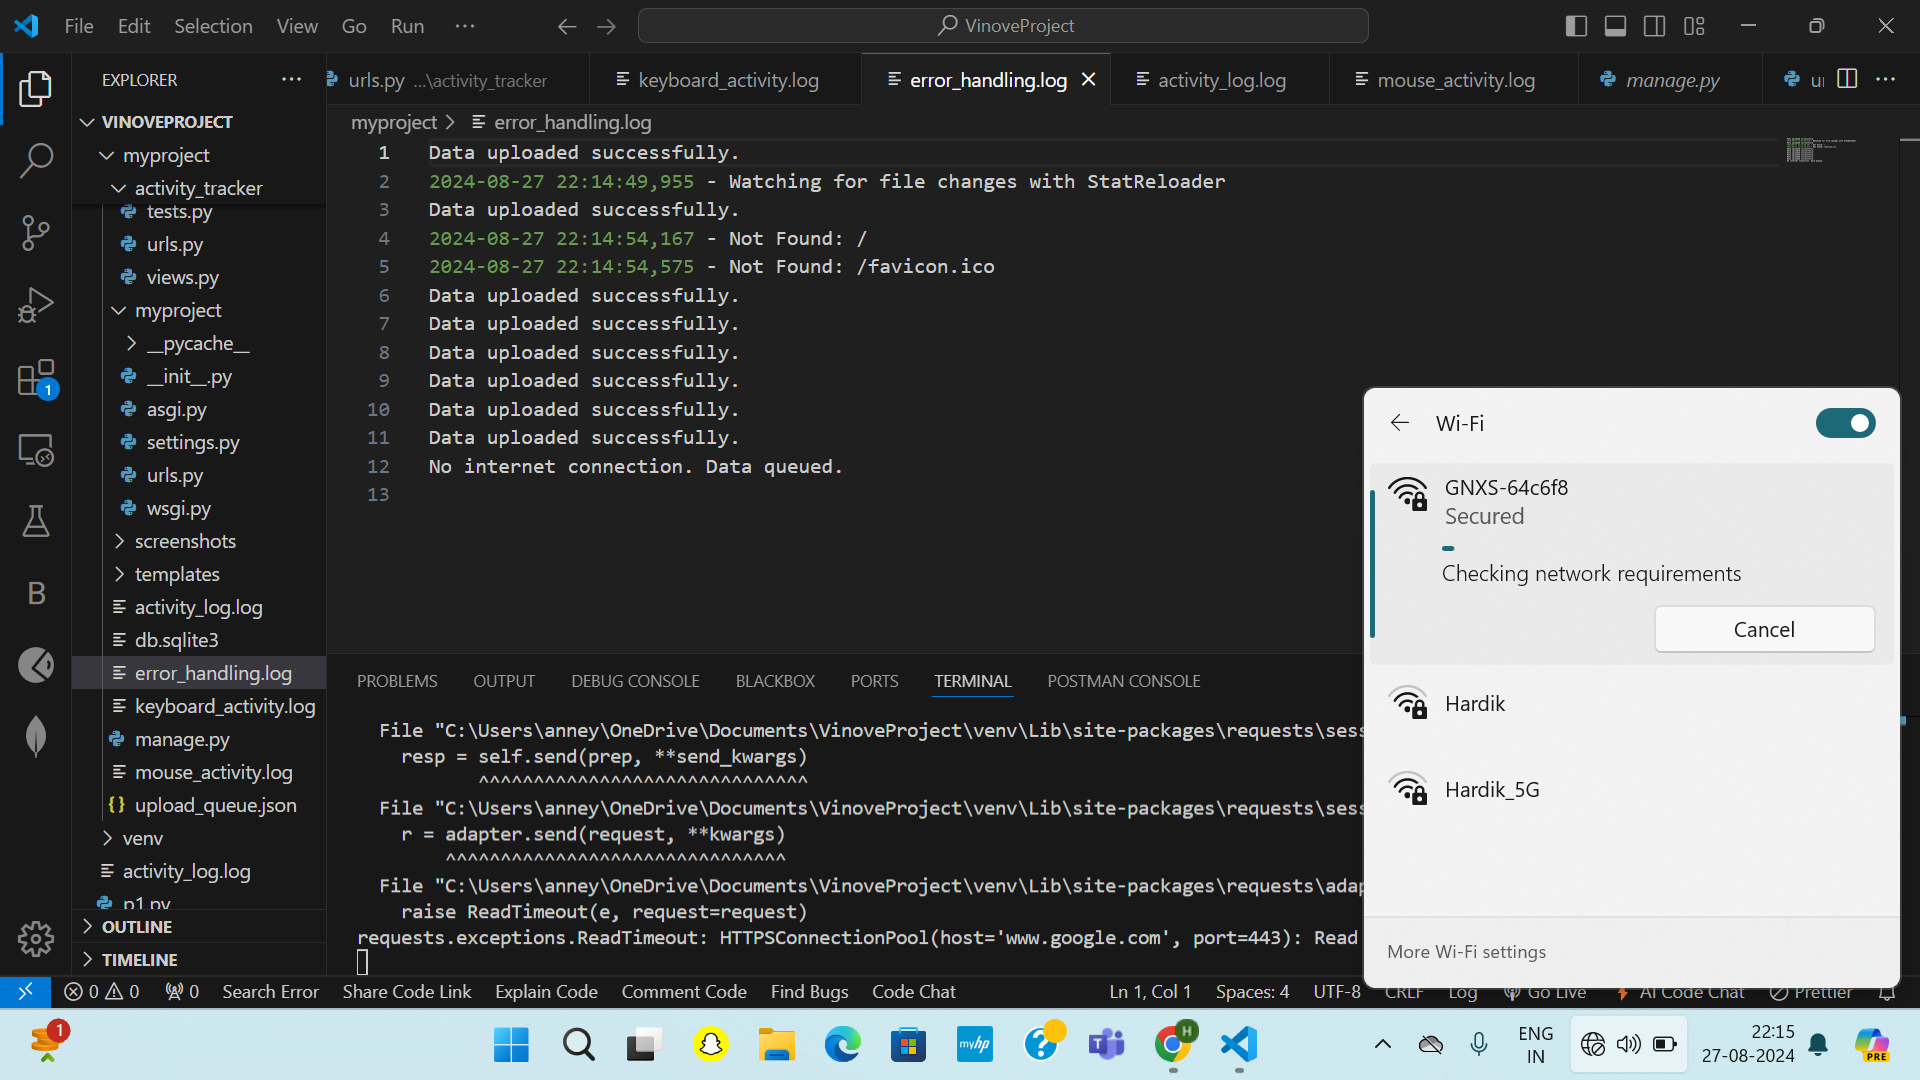 File Edit Selection View Go Run ··· VinoveProject
EXPLORER
VINOVEPROJECT
myproject
activity_tracker
tests.py
urls.py
views.py
myproject
__pycache__
__init__.py
asgi.py
settings.py
urls.py
wsgi.py
screenshots
templates
activity_log.log
db.sqlite3
error_handling.log
keyboard_activity.log
manage.py
mouse_activity.log
upload_queue.json
venv
activity_log.log
p1.py
OUTLINE
TIMELINE
urls.py ...\activity_tracker keyboard_activity.log error_handling.log activity_log.log mouse_activity.log manage.py
myproject > error_handling.log
1 Data uploaded successfully.
2 2024-08-27 22:14:49,955 - Watching for file changes with StatReloader
3 Data uploaded successfully.
4 2024-08-27 22:14:54,167 - Not Found: /
5 2024-08-27 22:14:54,575 - Not Found: /favicon.ico
6 Data uploaded successfully.
7 Data uploaded successfully.
8 Data uploaded successfully.
9 Data uploaded successfully.
10 Data uploaded successfully.
11 Data uploaded successfully.
12 No internet connection. Data queued.
13
PROBLEMS OUTPUT DEBUG CONSOLE BLACKBOX PORTS TERMINAL POSTMAN CONSOLE
File "C:\Users\anney\OneDrive\Documents\VinoveProject\venv\Lib\site-packages\requests\sess
resp = self.send(prep, **send_kwargs)
^^^^^^^^^^^^^^^^^^^^^^^^^^^^^^
File "C:\Users\anney\OneDrive\Documents\VinoveProject\venv\Lib\site-packages\requests\sess
r = adapter.send(request, **kwargs)
^^^^^^^^^^^^^^^^^^^^^^^^^^^^^^^
File "C:\Users\anney\OneDrive\Documents\VinoveProject\venv\Lib\site-packages\requests\adap
raise ReadTimeout(e, request=request)
requests.exceptions.ReadTimeout: HTTPSConnectionPool(host='www.google.com', port=443): Read
Wi-Fi
GNXS-64c6f8
Secured
Checking network requirements
Cancel
Hardik
Hardik_5G
More Wi-Fi settings
0 0 0 Search Error Share Code Link Explain Code Comment Code Find Bugs Code Chat Ln 1, Col 1 Spaces: 4 UTF-8 CRLF Log Go Live AI Code Chat Prettier
1
B
1
myhp
H
ENG
IN
22:15
27-08-2024
PRE